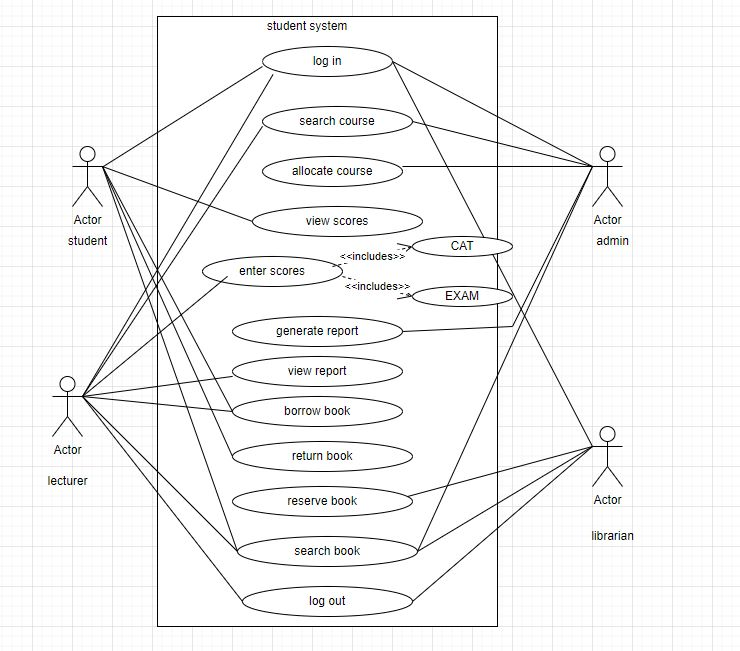 student system
log in
search course
allocate course
Actor
student
Actor
admin
view scores
<<includes>>
CAT
enter scores
<<includes>>
EXAM
generate report
view report
borrow book
Actor
lecturer
return book
reserve book
Actor
librarian
search book
log out